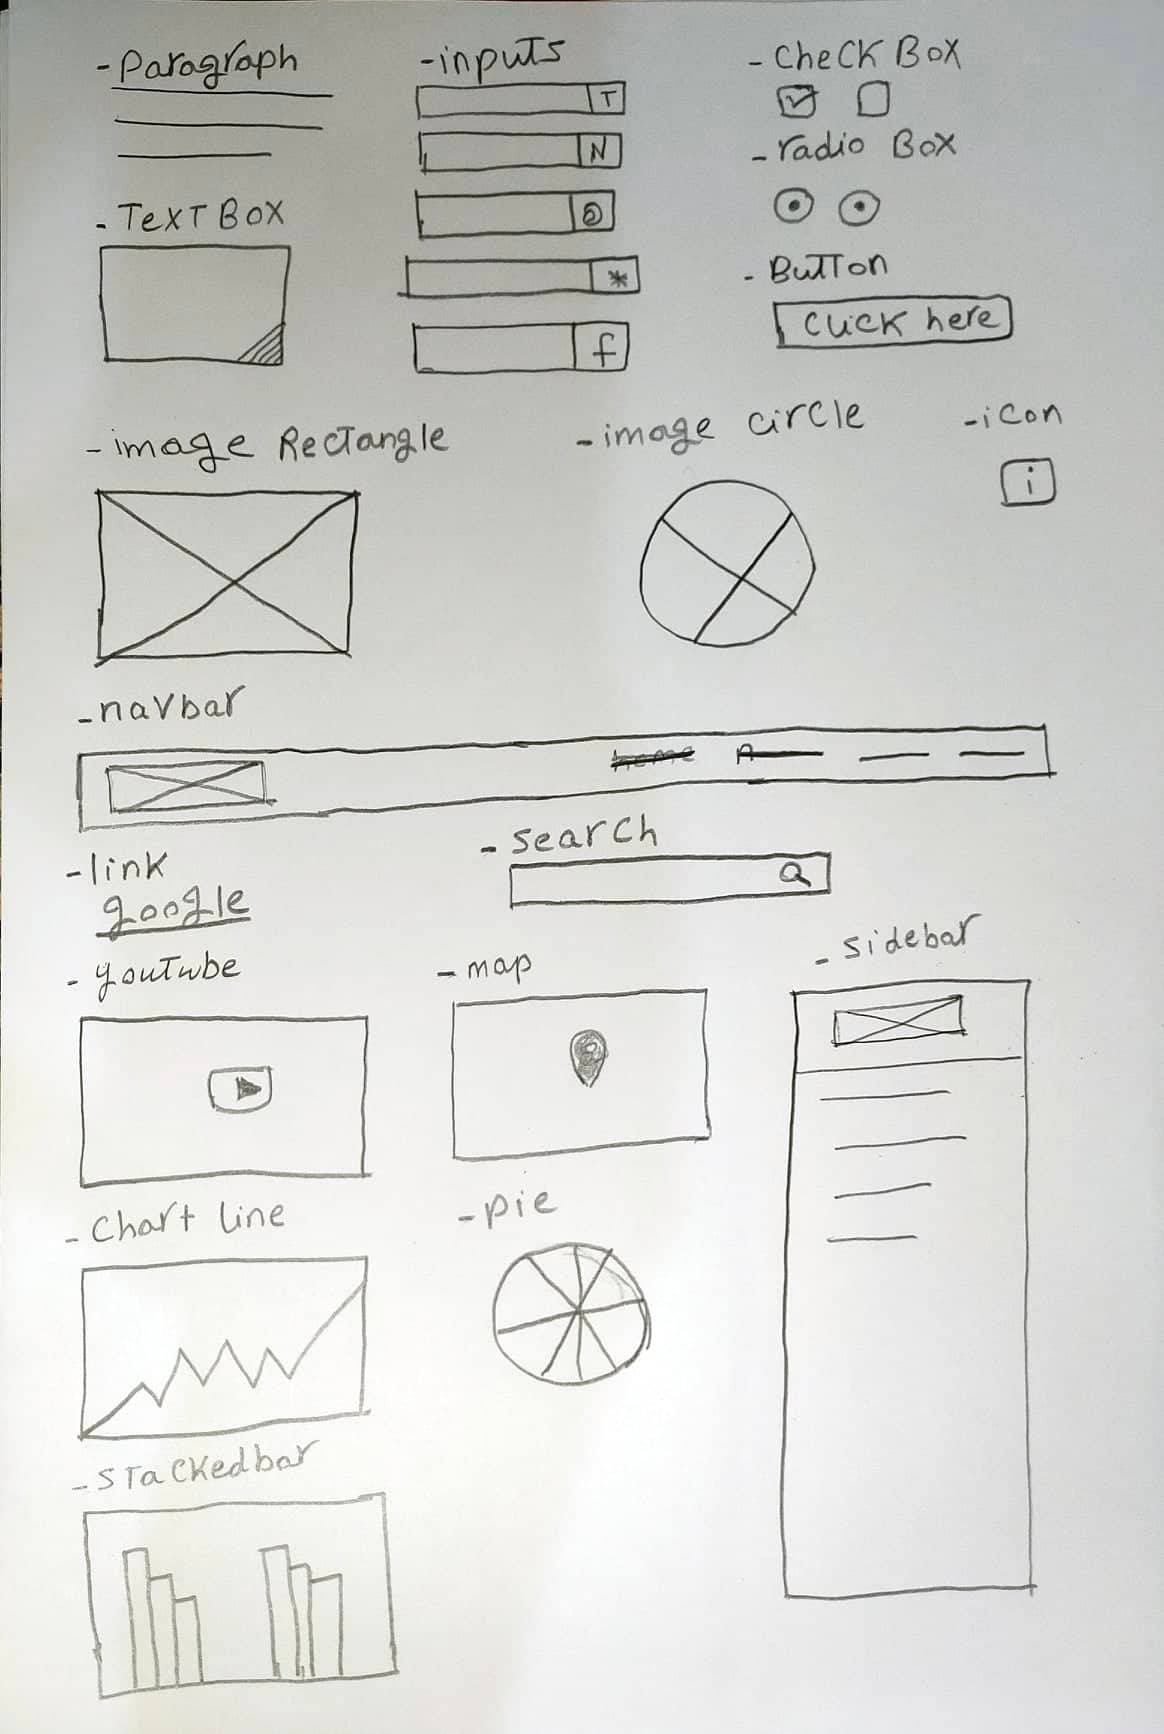 - Paragraph
- inputs
T
N
@
*
f
- CheCK BOX
- radio Box
- TexT BOX
- BuTTon
CLICK here
- image RecTangle
- image circle
- icon
i
- navbar
home
- link
google
- search
- youTube
- map
- sidebar
- Chart Line
- pie
- STaCKedbar